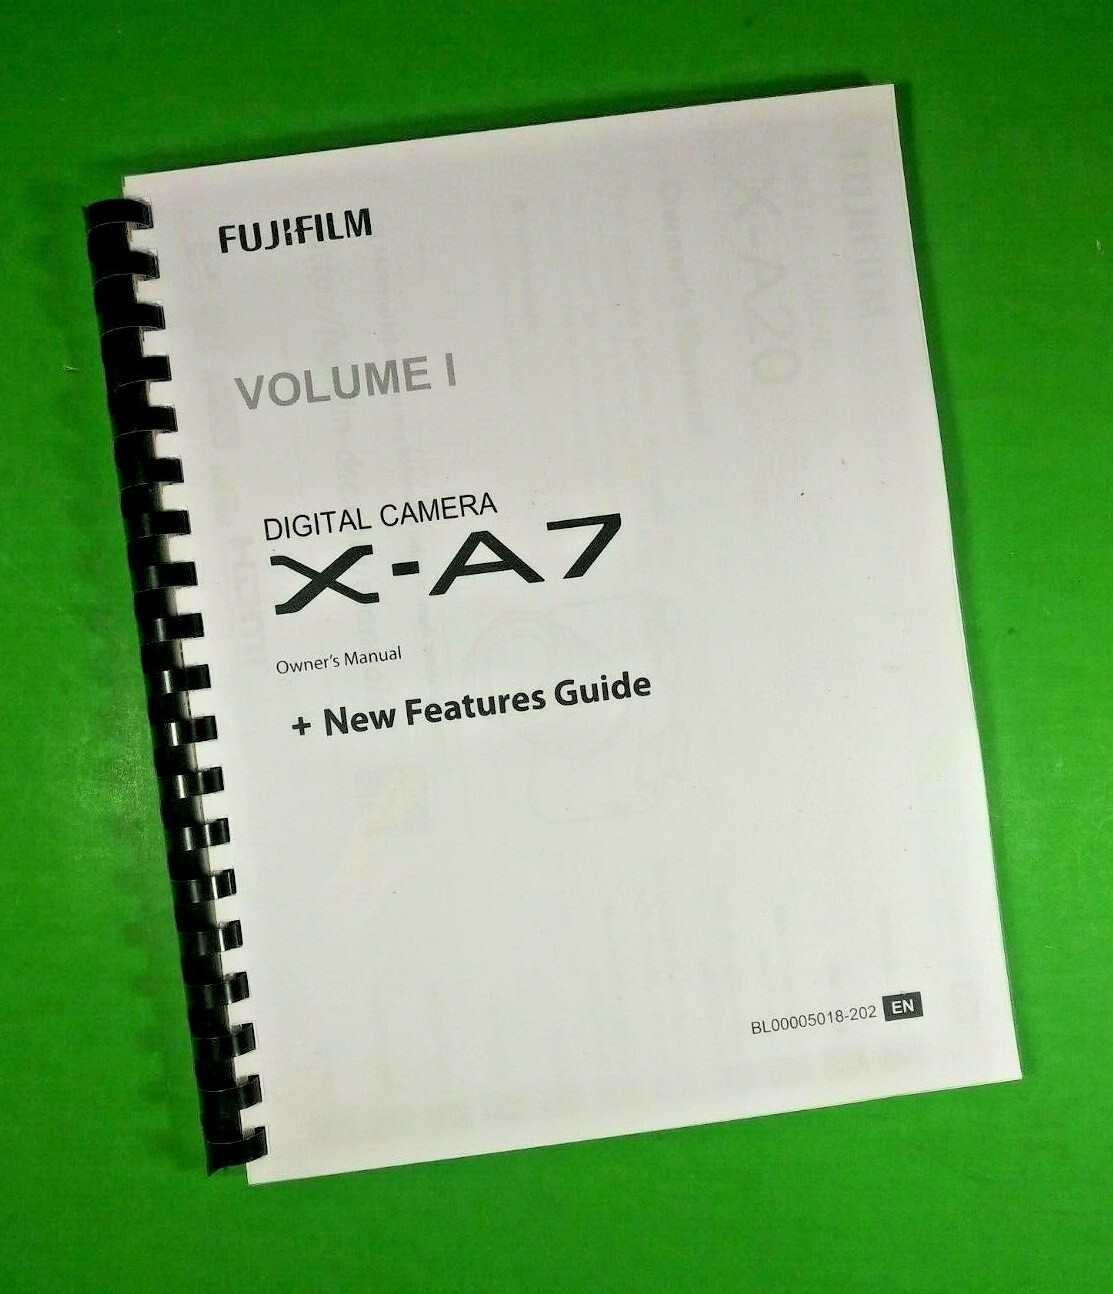 FUJIFILM
VOLUME I
DIGITAL CAMERA
X-A7
Owner's Manual
+ New Features Guide
BL00005018-202 EN